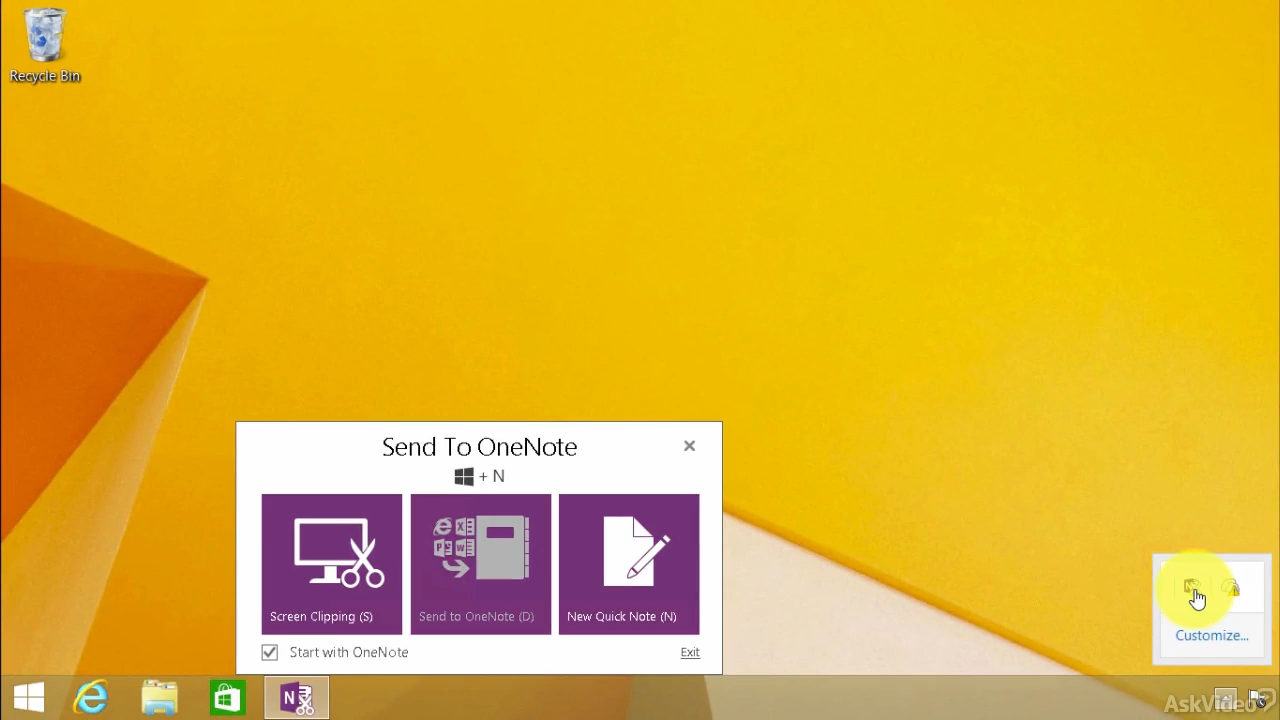 Recycle Bin
Send To OneNote
+ N
Screen Clipping (S)
Send to OneNote (D)
New Quick Note (N)
Start with OneNote
Exit
Customize...
AskVideo